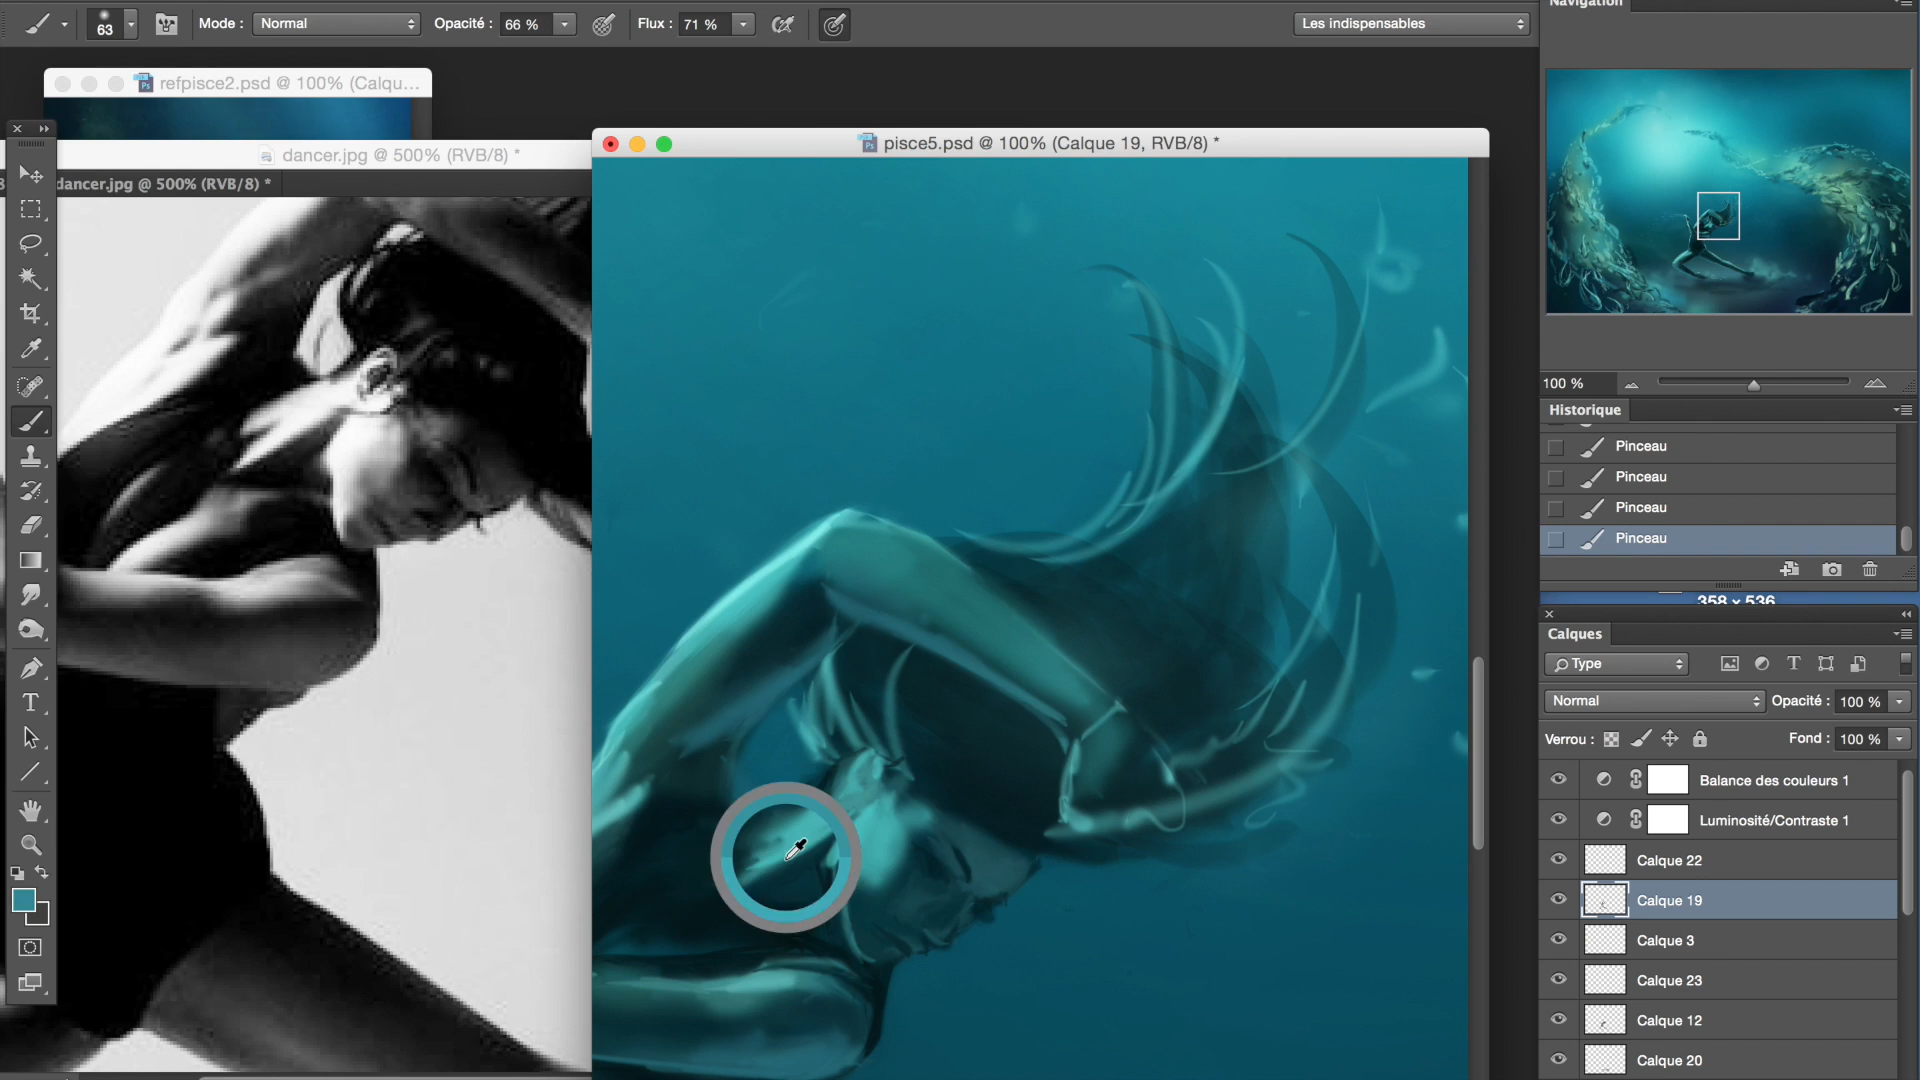 Navigation
63
Mode :
Normal
Opacité :
66 %
Flux :
71 %
Les indispensables
refpisce2.psd @ 100% (Calqu...
dancer.jpg @ 500% (RVB/8) *
dancer.jpg @ 500% (RVB/8) *
pisce5.psd @ 100% (Calque 19, RVB/8) *
100 %
Historique
Pinceau
Pinceau
Pinceau
Pinceau
358 × 536
Calques
Type
Normal
Opacité :
100 %
Verrou :
Fond :
100 %
Balance des couleurs 1
Luminosité/Contraste 1
Calque 22
Calque 19
Calque 3
Calque 23
Calque 12
Calque 20